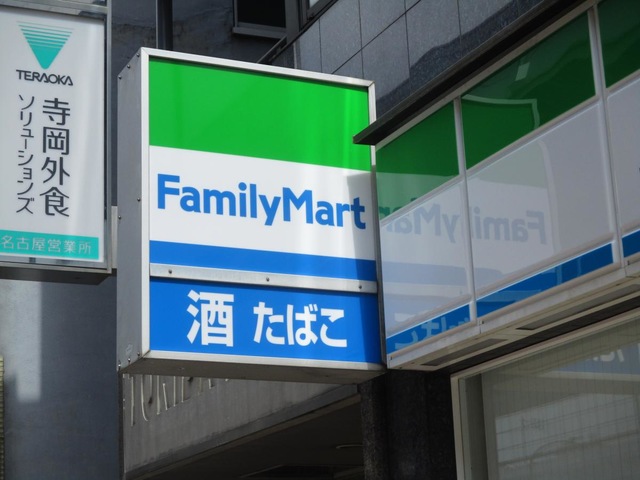 TERAOKA
寺岡外食
ソリューションズ
名古屋営業所
FamilyMart
酒 たばこ